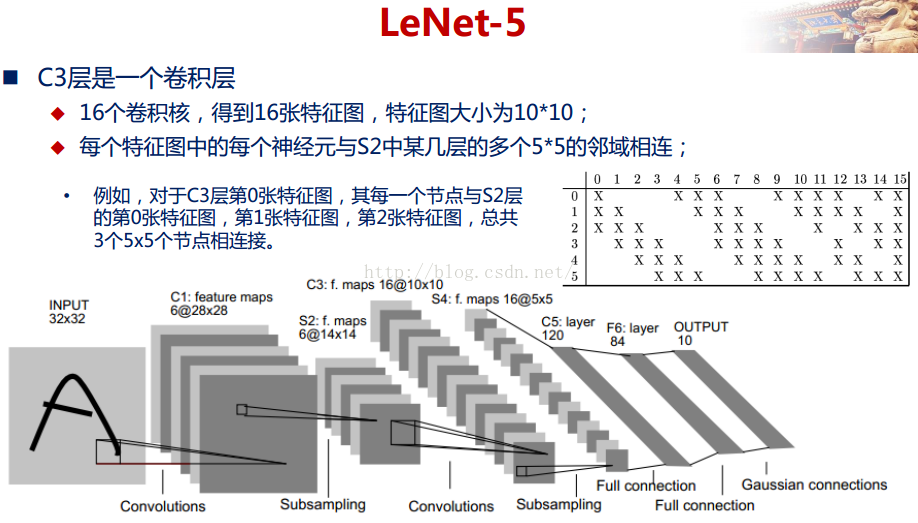 LeNet-5
C3层是一个卷积层
16个卷积核，得到16张特征图，特征图大小为10*10；
每个特征图中的每个神经元与S2中某几层的多个5*5的邻域相连；
例如，对于C3层第0张特征图，其每一个节点与S2层
的第0张特征图，第1张特征图，第2张特征图，总共
3个5x5个节点相连接。
0 1 2 3 4 5 6 7 8 9 10 11 12 13 14 15
0 X X X X X X X X X X
1 X X X X X X X X X X
2 X X X X X X X X X X
3 X X X X X X X X X X
4 X X X X X X X X X X
5 X X X X X X X X X X
http://blog.csdn.net/
INPUT
32x32
C1: feature maps
6@28x28
S2: f. maps
6@14x14
C3: f. maps 16@10x10
S4: f. maps 16@5x5
C5: layer
120
F6: layer
84
OUTPUT
10
Convolutions
Subsampling
Convolutions
Subsampling
Full connection
Full connection
Gaussian connections